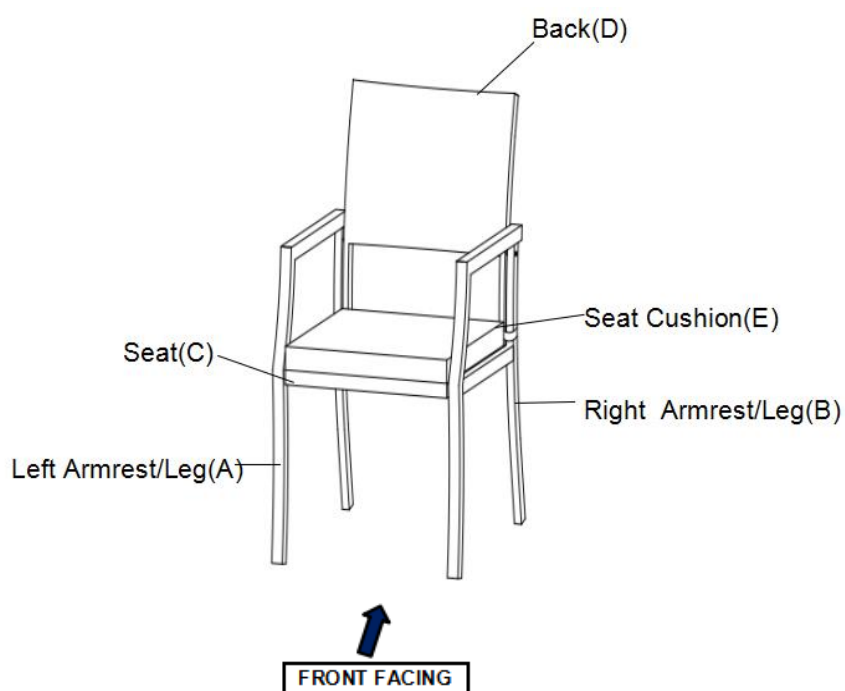 Back(D)
Seat Cushion(E)
Seat(C)
Right Armrest/Leg(B)
Left Armrest/Leg(A)
FRONT FACING